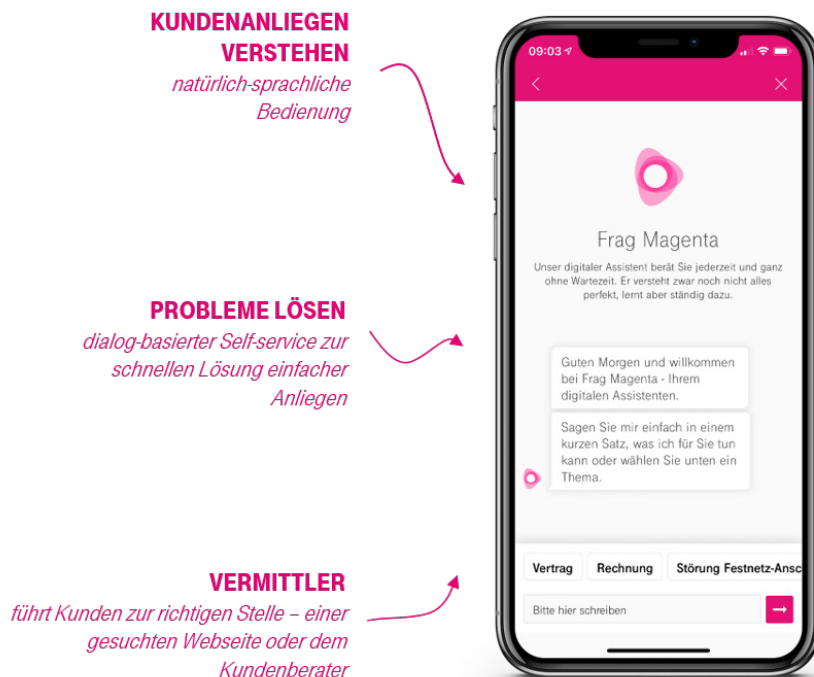 KUNDENANLIEGEN
VERSTEHEN
natürlich-sprachliche
Bedienung
PROBLEME LÖSEN
dialog-basierter Self-service zur
schnellen Lösung einfacher
Anliegen
VERMITTLER
führt Kunden zur richtigen Stelle – einer
gesuchten Webseite oder dem
Kundenberater
09:03
Frag Magenta
Unser digitaler Assistent berät Sie jederzeit und ganz
ohne Wartezeit. Er versteht zwar noch nicht alles
perfekt, lernt aber ständig dazu.
Guten Morgen und willkommen
bei Frag Magenta - Ihrem
digitalen Assistenten.
Sagen Sie mir einfach in einem
kurzen Satz, was ich für Sie tun
kann oder wählen Sie unten ein
Thema.
Vertrag Rechnung Störung Festnetz-Ansc
Bitte hier schreiben